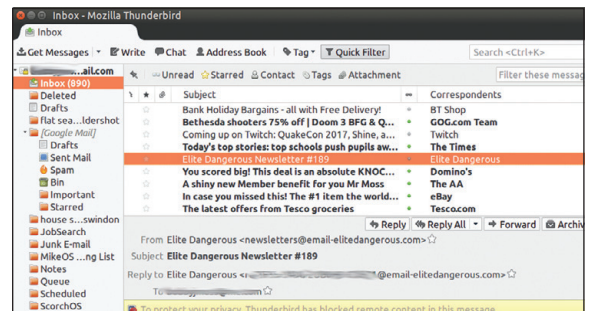 Inbox - Mozilla Thunderbird
Inbox
Get Messages Write Chat Address Book Tag Quick Filter Search <Ctrl+K>
...ail.com Unread Starred Contact Tags Attachment Filter these messag
Inbox (890) Subject Correspondents
Deleted Bank Holiday Bargains - all with Free Delivery! BT Shop
Drafts Bethesda shooters 75% off | Doom 3 BFG & Q... GOG.com Team
flat sea...ldershot Coming up on Twitch: QuakeCon 2017, Shine, a... Twitch
[Google Mail] Today's top stories: top schools push pupils aw... The Times
Drafts Elite Dangerous Newsletter #189 Elite Dangerous
Sent Mail You scored big! This deal is an absolute KNOC... Domino's
Spam A shiny new Member benefit for you Mr Moss The AA
Bin In case you missed this! The #1 item the world... eBay
Important The latest offers from Tesco groceries Tesco.com
Starred
house s...swindon Reply Reply All Forward Archiv
JobSearch From Elite Dangerous <newsletters@email-elitedangerous.com>
Junk E-mail Subject Elite Dangerous Newsletter #189
MikeOS ...ng List
Notes Reply to Elite Dangerous < @email-elitedangerous.com>
Queue To
Scheduled
ScorchOS To protect your privacy, Thunderbird has blocked remote content in this message.